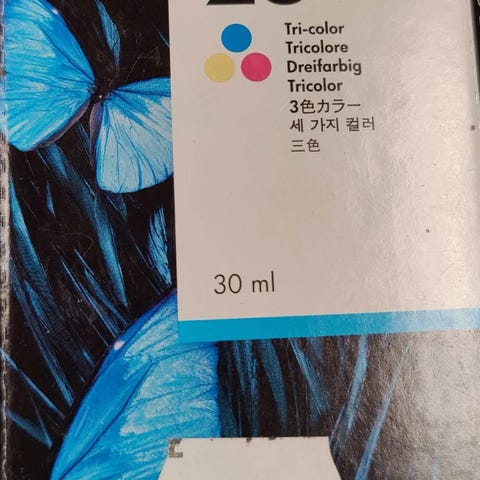 Tri-color
Tricolore
Dreifarbig
Tricolor
3色カラー
세 가지 컬러
三色
30 ml